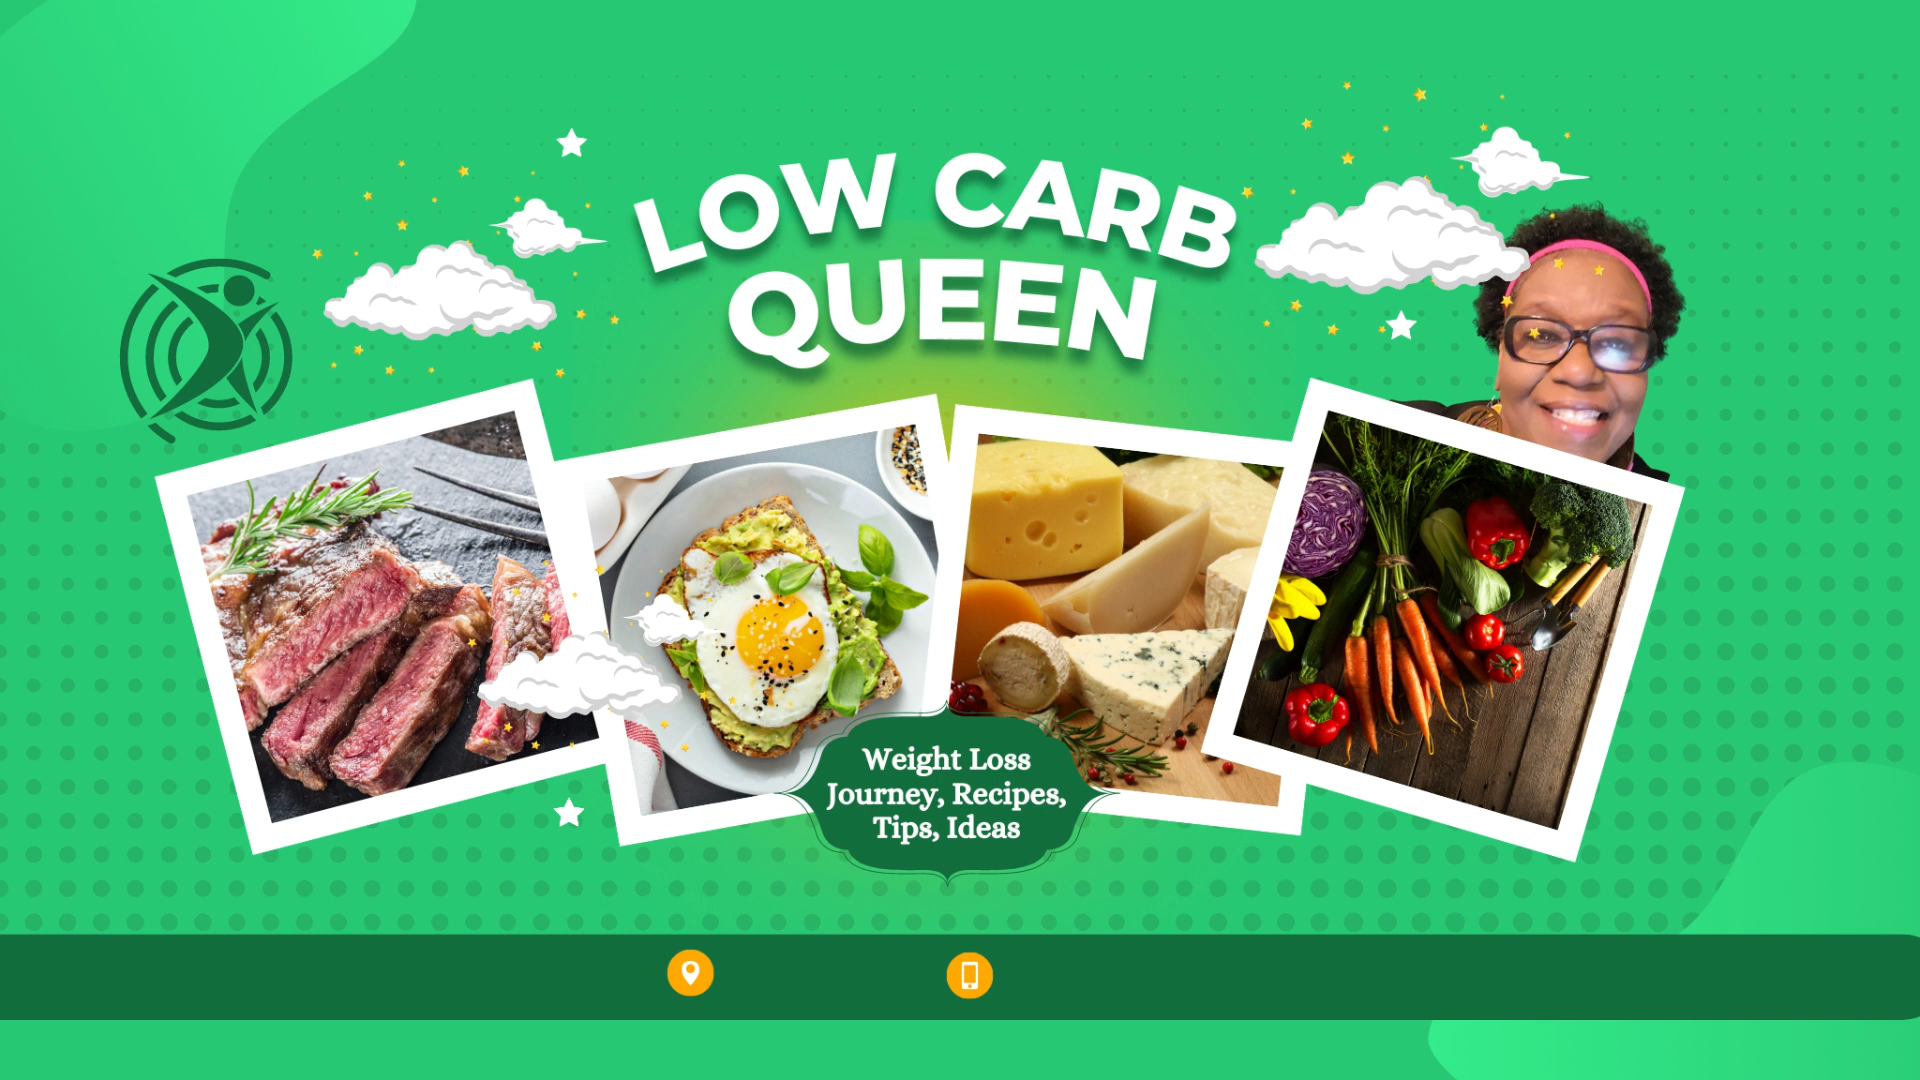 LOW CARB
QUEEN
Weight Loss
Journey, Recipes,
Tips, Ideas